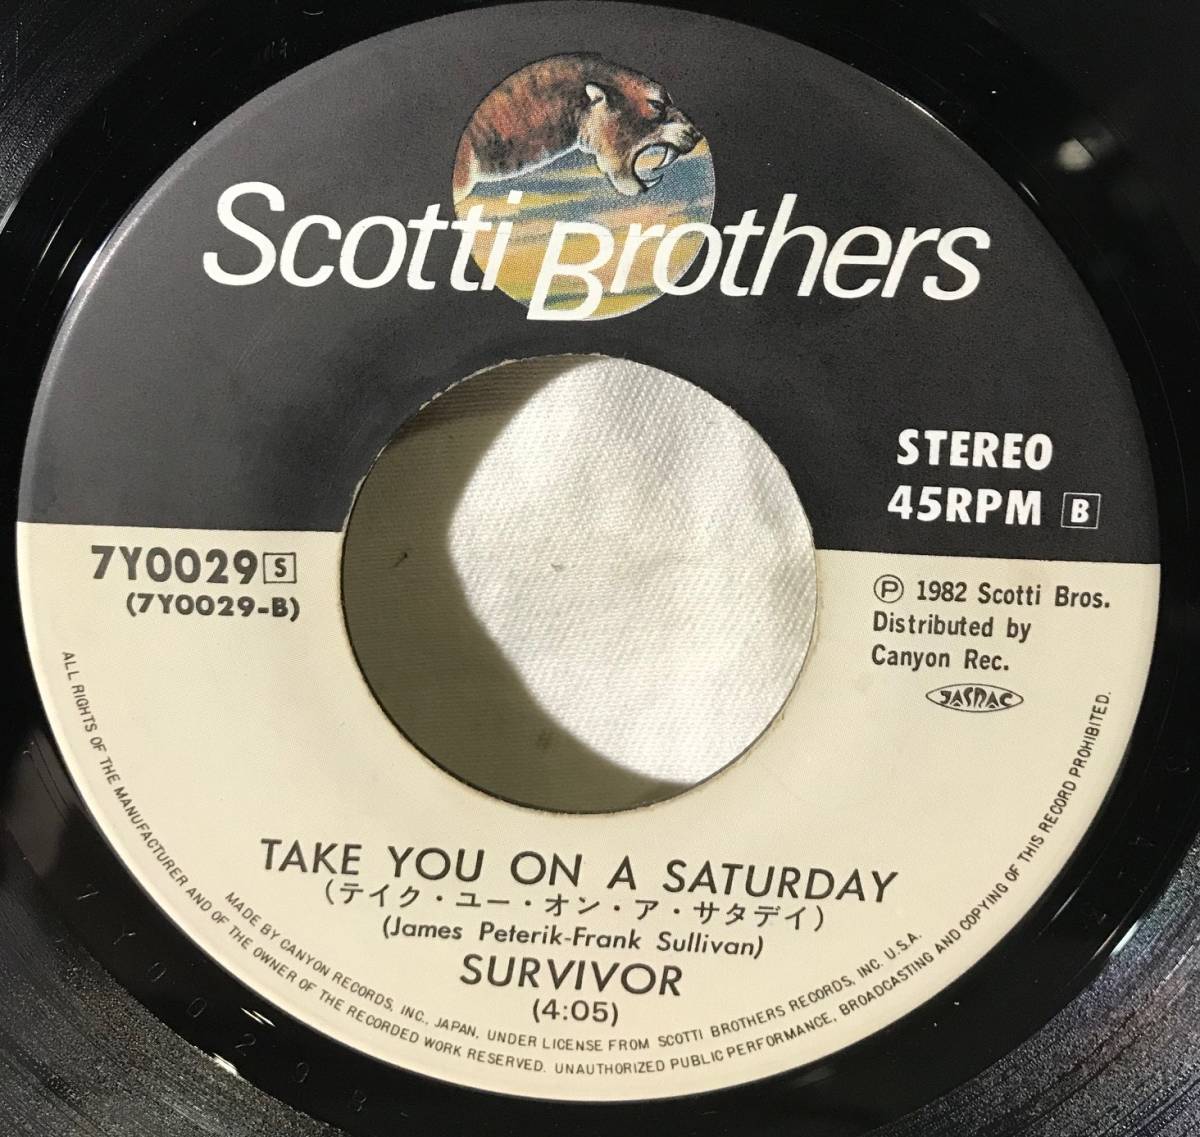 Scotti Brothers
STEREO
45RPM B
7Y0029 S
(7Y0029-B)
Ⓟ 1982 Scotti Bros.
Distributed by
Canyon Rec.
JASRAC
TAKE YOU ON A SATURDAY
(テイク・ユー・オン・ア・サタデイ)
(James Peterik-Frank Sullivan)
SURVIVOR
(4:05)
MADE BY CANYON RECORDS, INC., JAPAN, UNDER LICENSE FROM SCOTTI BROTHERS RECORDS, INC. U.S.A.
ALL RIGHTS OF THE MANUFACTURER AND OF THE OWNER OF THE RECORDED WORK RESERVED. UNAUTHORIZED PUBLIC PERFORMANCE, BROADCASTING AND COPYING OF THIS RECORD PROHIBITED.